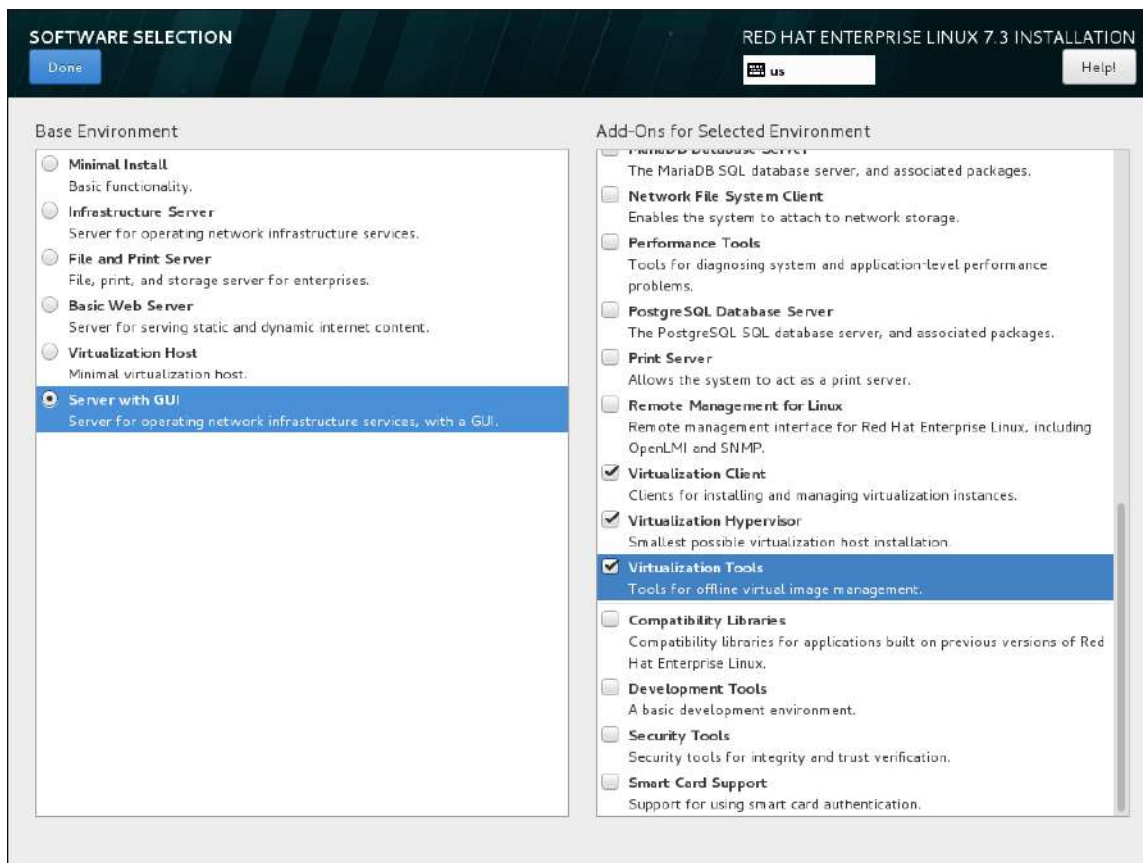 SOFTWARE SELECTION
RED HAT ENTERPRISE LINUX 7.3 INSTALLATION
Done
us
Help!
Base Environment
Minimal Install
Basic functionality.
Infrastructure Server
Server for operating network infrastructure services.
File and Print Server
File, print, and storage server for enterprises.
Basic Web Server
Server for serving static and dynamic internet content.
Virtualization Host
Minimal virtualization host.
Server with GUI
Server for operating network infrastructure services, with a GUI.
Add-Ons for Selected Environment
MariaDB Database Server
The MariaDB SQL database server, and associated packages.
Network File System Client
Enables the system to attach to network storage.
Performance Tools
Tools for diagnosing system and application-level performance
problems.
PostgreSQL Database Server
The PostgreSQL SQL database server, and associated packages.
Print Server
Allows the system to act as a print server.
Remote Management for Linux
Remote management interface for Red Hat Enterprise Linux, including
OpenLMI and SNMP.
Virtualization Client
Clients for installing and managing virtualization instances.
Virtualization Hypervisor
Smallest possible virtualization host installation.
Virtualization Tools
Tools for offline virtual image management.
Compatibility Libraries
Compatibility libraries for applications built on previous versions of Red
Hat Enterprise Linux.
Development Tools
A basic development environment.
Security Tools
Security tools for integrity and trust verification.
Smart Card Support
Support for using smart card authentication.